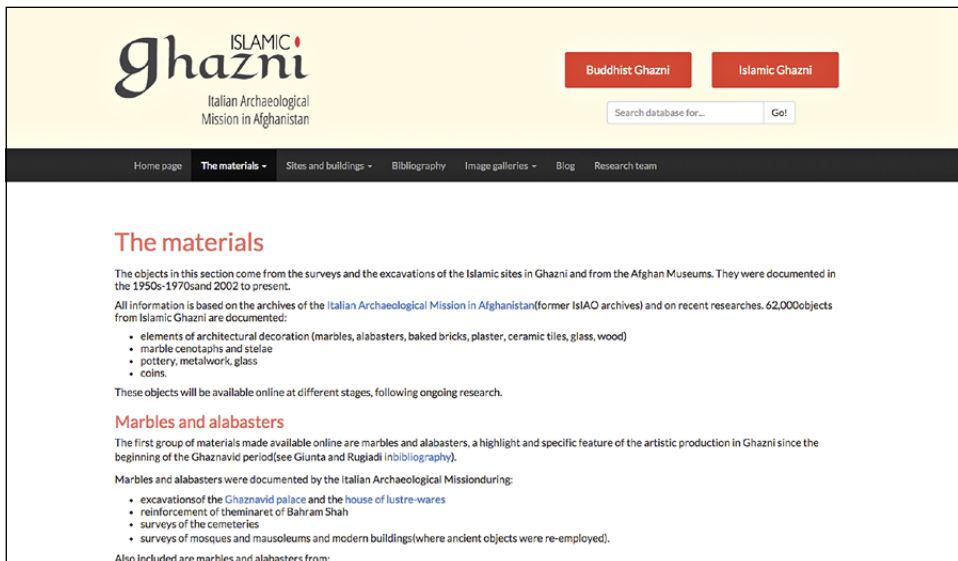 ISLAMIC
ghazni
Italian Archaeological
Mission in Afghanistan
Buddhist Ghazni Islamic Ghazni
Search database for... Go!
Home page The materials Sites and buildings Bibliography Image galleries Blog Research team
The materials
The objects in this section come from the surveys and the excavations of the Islamic sites in Ghazni and from the Afghan Museums. They were documented in
the 1950s-1970sand 2002 to present.
All information is based on the archives of the Italian Archaeological Mission in Afghanistan(former IsIAO archives) and on recent researches. 62,000objects
from Islamic Ghazni are documented:
• elements of architectural decoration (marbles, alabasters, baked bricks, plaster, ceramic tiles, glass, wood)
• marble cenotaphs and stelae
• pottery, metalwork, glass
• coins.
These objects will be available online at different stages, following ongoing research.
Marbles and alabasters
The first group of materials made available online are marbles and alabasters, a highlight and specific feature of the artistic production in Ghazni since the
beginning of the Ghaznavid period(see Giunta and Rugiadi inbibliography).
Marbles and alabasters were documented by the Italian Archaeological Missionduring:
• excavationsof the Ghaznavid palace and the house of lustre-wares
• reinforcement of theminaret of Bahram Shah
• surveys of the cemeteries
• surveys of mosques and mausoleums and modern buildings(where ancient objects were re-employed).
Also included are marbles and alabasters from: